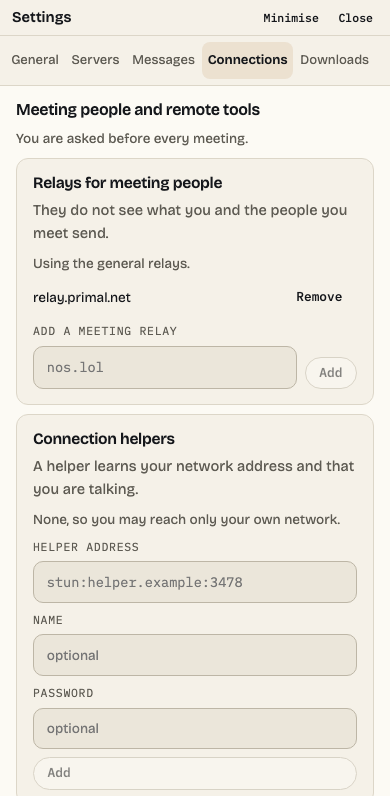 Settings
Minimise
Close
General
Servers
Messages
Connections
Downloads
Meeting people and remote tools
You are asked before every meeting.
Relays for meeting people
They do not see what you and the people you
meet send.
Using the general relays.
relay.primal.net
Remove
ADD A MEETING RELAY
nos.lol
Add
Connection helpers
A helper learns your network address and that
you are talking.
None, so you may reach only your own network.
HELPER ADDRESS
stun:helper.example:3478
NAME
optional
PASSWORD
optional
Add